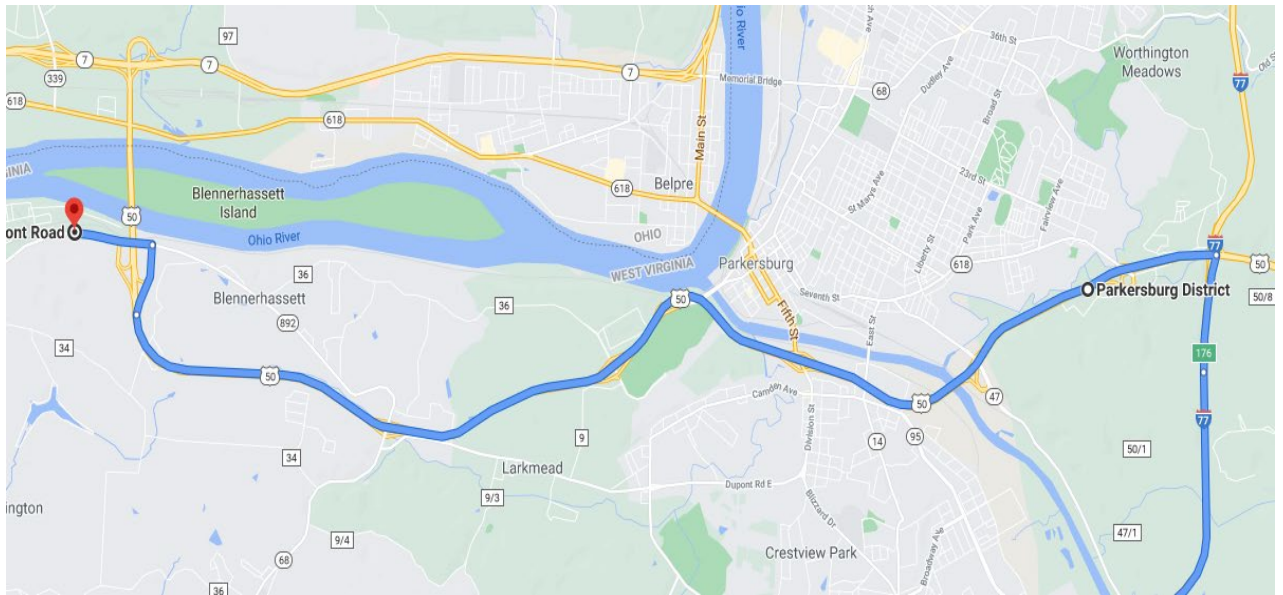 97
7
7
339
618
618
7
Memorial Bridge
68
Ohio River
Main St
36th St
Dudley Ave
Broad St
Worthington
Meadows
77
Blennerhassett
Island
50
Ohio River
ont Road
618
Belpre
OHIO
WEST VIRGINIA
Parkersburg
St Marys Ave
23rd St
Park Ave
Fairview Ave
Liberty St
618
77
50
50/8
Parkersburg District
Seventh St
Fifth St
East St
36
Blennerhassett
892
36
50
34
50
176
77
50
47
Camden Ave
Division St
14
95
50/1
34
9
Larkmead
9/3
Dupont Rd E
Blizzard Dr
Crestview Park
Broadway Ave
47/1
ington
9/4
68
36